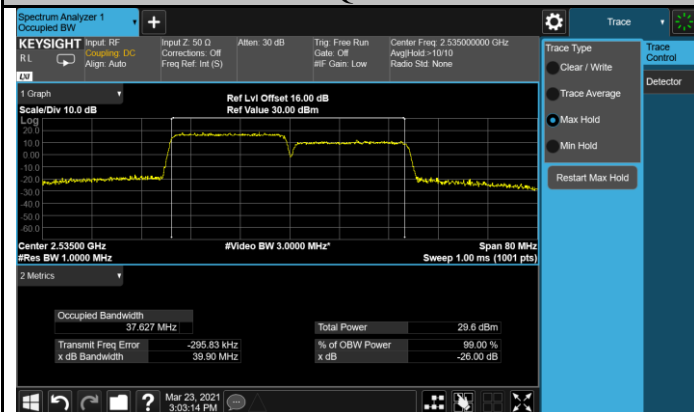 Spectrum Analyzer 1
Occupied BW
+
Trace
KEYSIGHT
RL
Input: RF
Coupling: DC
Align: Auto
Input Z: 50 Ω
Corrections: Off
Freq Ref: Int (S)
Atten: 30 dB
Trig: Free Run
Gate: Off
#IF Gain: Low
Center Freq: 2.535000000 GHz
Avg|Hold:>10/10
Radio Std: None
LXI
1 Graph
Scale/Div 10.0 dB
Ref Lvl Offset 16.00 dB
Ref Value 30.00 dBm
Log
20.0
10.0
0.00
-10.0
-20.0
-30.0
-40.0
-50.0
-60.0
Center 2.53500 GHz
#Video BW 3.0000 MHz*
Span 80 MHz
#Res BW 1.0000 MHz
Sweep 1.00 ms (1001 pts)
2 Metrics
Occupied Bandwidth
37.627 MHz
Total Power 29.6 dBm
Transmit Freq Error -295.83 kHz
% of OBW Power 99.00 %
x dB Bandwidth 39.90 MHz
x dB -26.00 dB
?
Mar 23, 2021
3:03:14 PM
Trace Type
Clear / Write
Trace Average
Max Hold
Min Hold
Restart Max Hold
Trace
Control
Detector